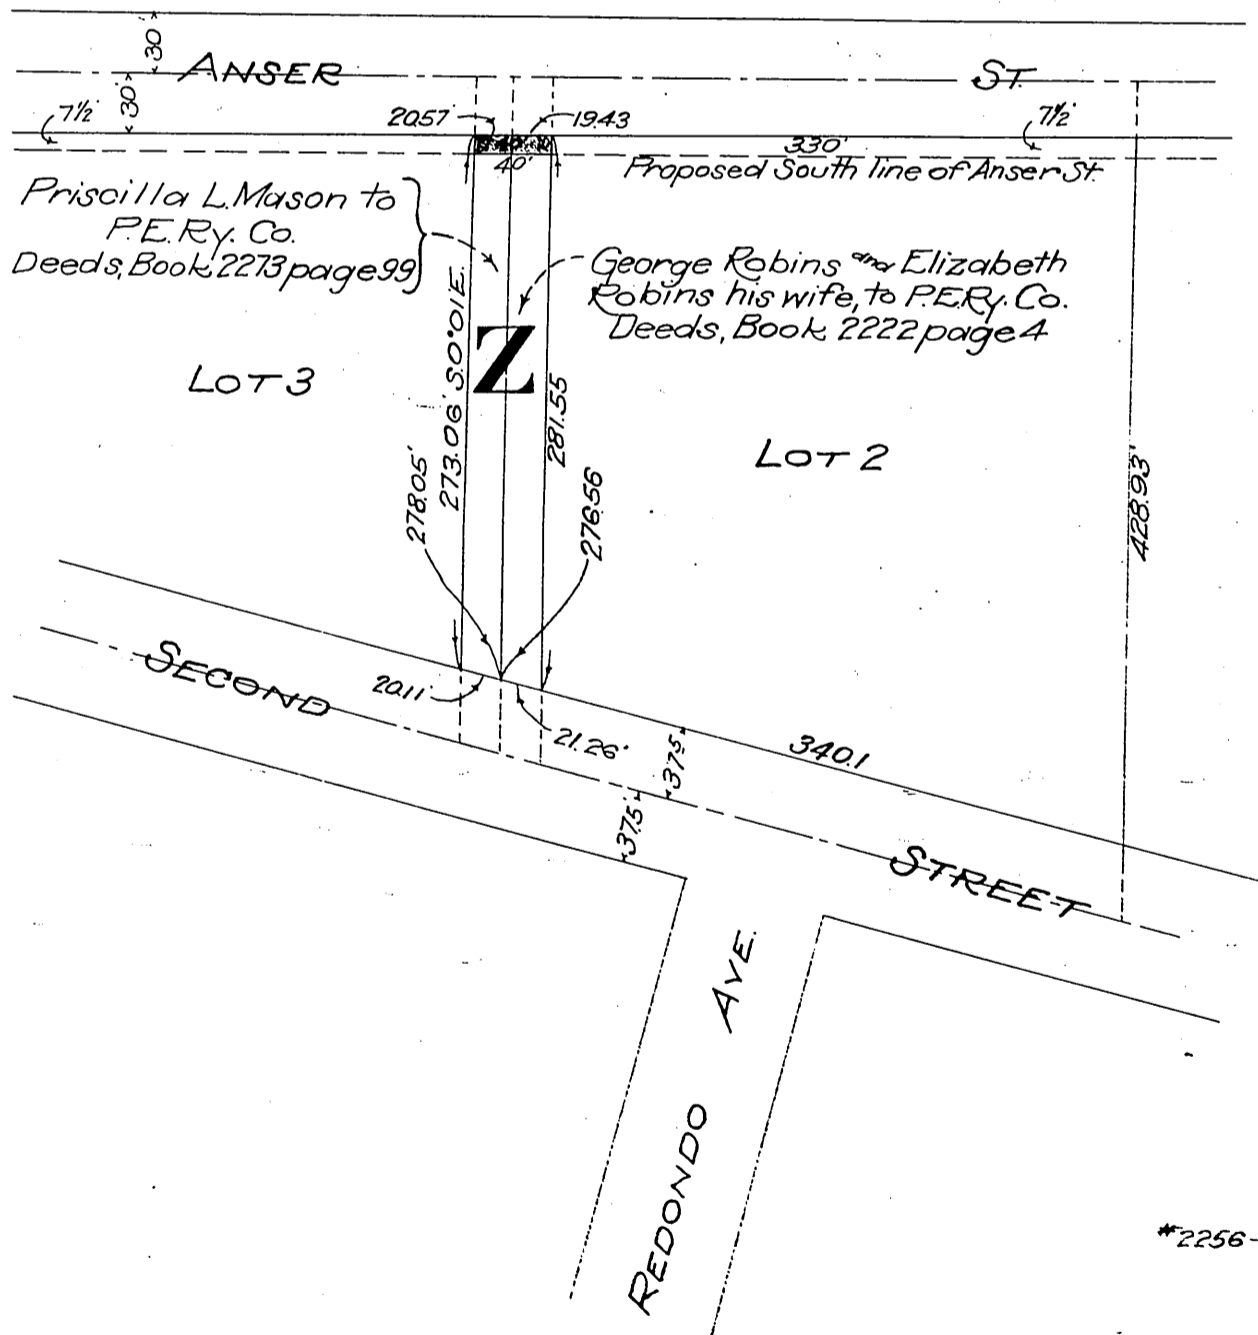 30'
ANSER ST.
30'
7½'
20.57' 19.43
7½'
40'
330'
Proposed South line of Anser St.
Priscilla L. Mason to
P.E. Ry. Co.
Deeds, Book 2273 page 99
George Robins and Elizabeth
Robins his wife, to P.E. Ry. Co.
Deeds, Book 2222 page 4
Z
LOT 3
LOT 2
273.06' S.0°01'E.
281.55
278.05'
276.56
428.93'
SECOND STREET
20.11'
21.26'
340.1
37.5'
37.5'
REDONDO AVE.
#2256-